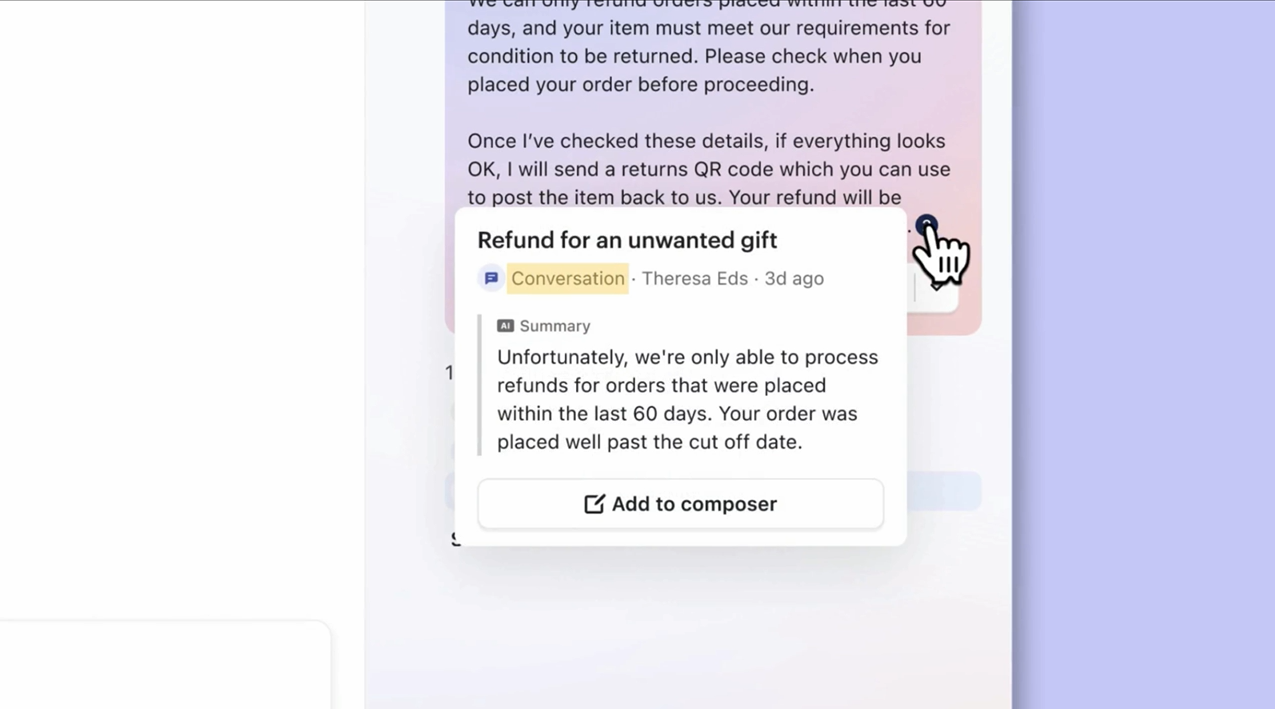 We can only refund orders placed within the last 60
days, and your item must meet our requirements for
condition to be returned. Please check when you
placed your order before proceeding.
Once I’ve checked these details, if everything looks
OK, I will send a returns QR code which you can use
to post the item back to us. Your refund will be
Refund for an unwanted gift
Conversation · Theresa Eds · 3d ago
AI Summary
Unfortunately, we're only able to process
refunds for orders that were placed
within the last 60 days. Your order was
placed well past the cut off date.
Add to composer